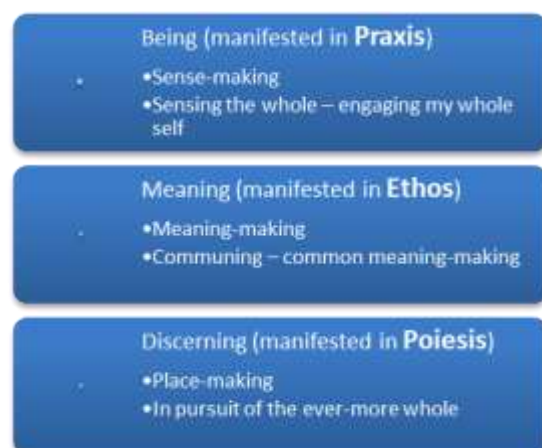 Being (manifested in Praxis)
•Sense-making
•Sensing the whole – engaging my whole
self
Meaning (manifested in Ethos)
•Meaning-making
•Communing – common meaning-making
Discerning (manifested in Poiesis)
•Place-making
•In pursuit of the ever-more whole